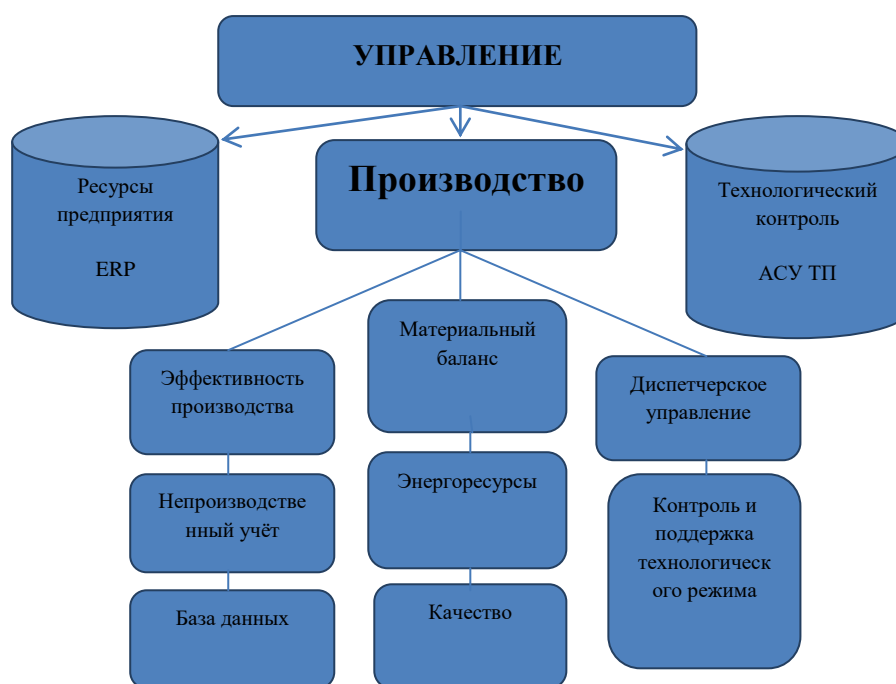 УПРАВЛЕНИЕ
Ресурсы
предприятия
ERP
Производство
Технологический
контроль
АСУ ТП
Эффективность
производства
Непроизводстве
нный учёт
База данных
Материальный
баланс
Энергоресурсы
Качество
Диспетчерское
управление
Контроль и
поддержка
технологическ
ого режима